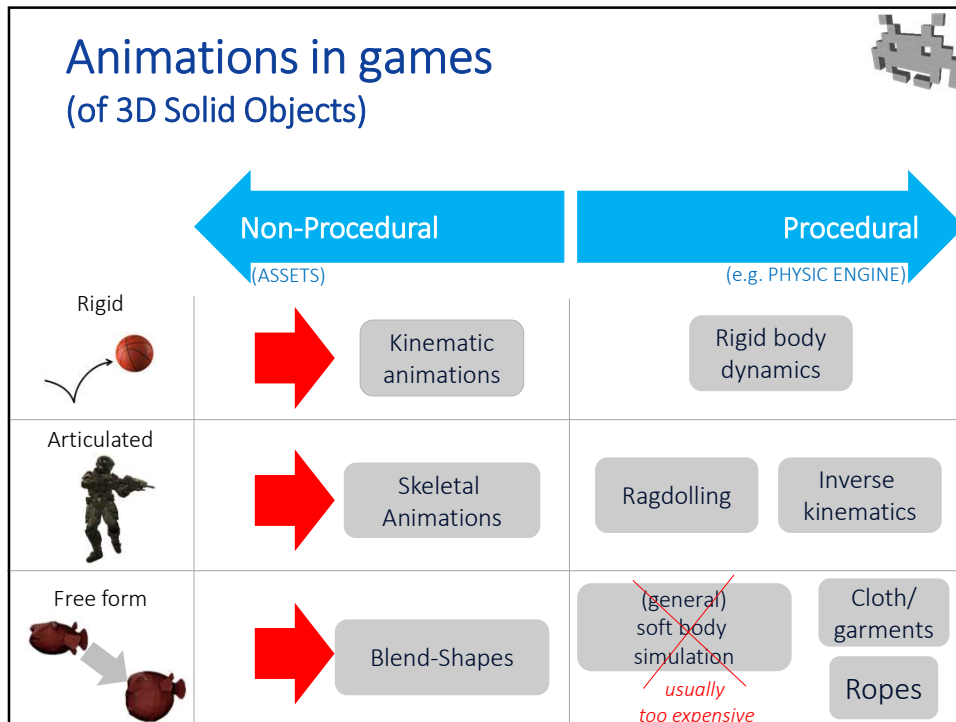 Animations in games
(of 3D Solid Objects)
Non-Procedural
Procedural
(ASSETS)
(e.g. PHYSIC ENGINE)
Rigid
Kinematic
animations
Rigid body
dynamics
Articulated
Skeletal
Animations
Ragdolling
Inverse
kinematics
Free form
Blend-Shapes
(general)
soft body
simulation
usually
too expensive
Cloth/
garments
Ropes